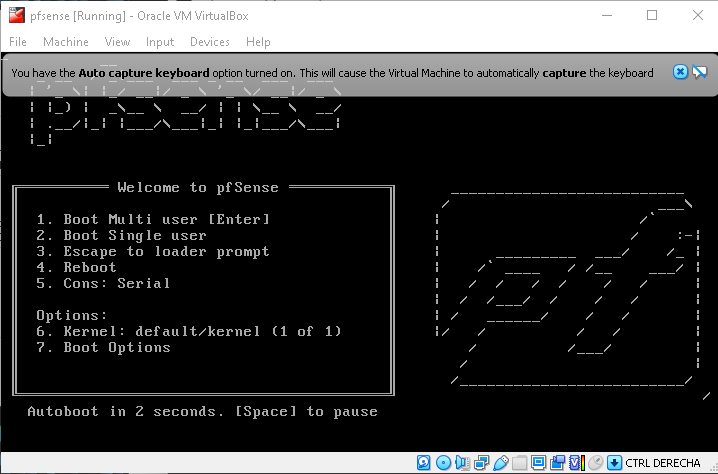 pfsense [Running] - Oracle VM VirtualBox
File Machine View Input Devices Help
You have the Auto capture keyboard option turned on. This will cause the Virtual Machine to automatically capture the keyboard
Welcome to pfSense
1. Boot Multi user [Enter]
2. Boot Single user
3. Escape to loader prompt
4. Reboot
5. Cons: Serial
Options:
6. Kernel: default/kernel (1 of 1)
7. Boot Options
pf
Autoboot in 2 seconds. [Space] to pause
CTRL DERECHA